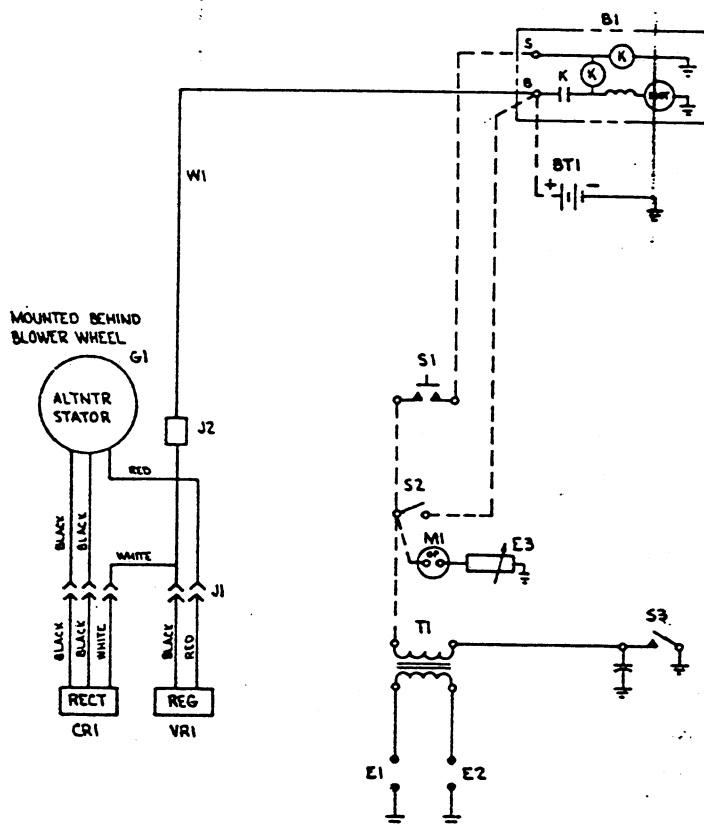 B1
S
K
K
B
K
BT1
+
-
W1
MOUNTED BEHIND
BLOWER WHEEL
G1
ALTNTR
STATOR
S1
J2
RED
S2
BLACK
BLACK
M1
OP
E3
WHITE
J1
T1
S3
BLACK
BLACK
WHITE
BLACK
RED
RECT
REG
CR1
VR1
E1
E2